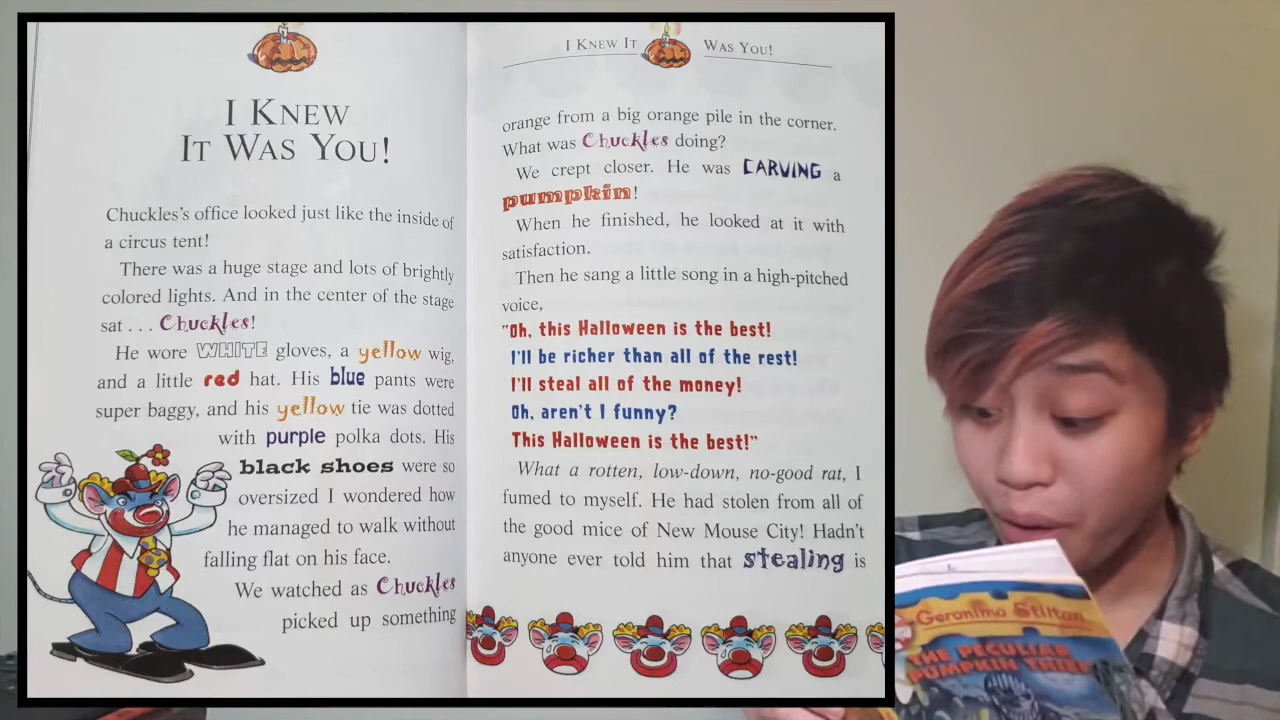 I KNEW
IT WAS YOU!
Chuckles's office looked just like the inside of
a circus tent!
There was a huge stage and lots of brightly
colored lights. And in the center of the stage
sat . . . Chuckles!
He wore WHITE gloves, a yellow wig,
and a little red hat. His blue pants were
super baggy, and his yellow tie was dotted
with purple polka dots. His
black shoes were so
oversized I wondered how
he managed to walk without
falling flat on his face.
We watched as Chuckles
picked up something
I KNEW IT WAS YOU!
orange from a big orange pile in the corner.
What was Chuckles doing?
We crept closer. He was CARVING a
pumpkin!
When he finished, he looked at it with
satisfaction.
Then he sang a little song in a high-pitched
voice,
"Oh, this Halloween is the best!
I'll be richer than all of the rest!
I'll steal all of the money!
Oh, aren't I funny?
This Halloween is the best!"
What a rotten, low-down, no-good rat, I
fumed to myself. He had stolen from all of
the good mice of New Mouse City! Hadn't
anyone ever told him that stealing is
Geronimo Stilton
THE PECULIAR
PUMPKIN THIEF